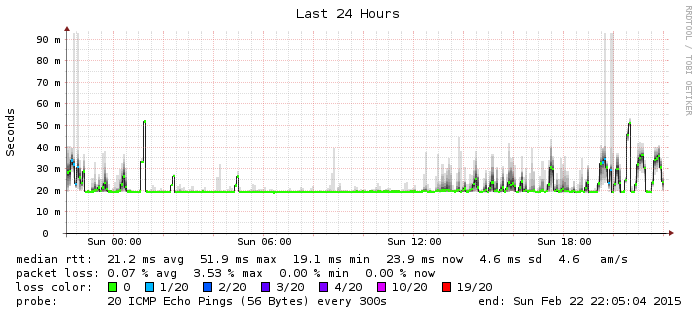 Last 24 Hours
RRDTOOL / TOBI OETIKER
Seconds
90 m
80 m
70 m
60 m
50 m
40 m
30 m
20 m
10 m
0
Sun 00:00 Sun 06:00 Sun 12:00 Sun 18:00
median rtt: 21.2 ms avg 51.9 ms max 19.1 ms min 23.9 ms now 4.6 ms sd 4.6 am/s
packet loss: 0.07 % avg 3.53 % max 0.00 % min 0.00 % now
loss color: 0 1/20 2/20 3/20 4/20 10/20 19/20
probe: 20 ICMP Echo Pings (56 Bytes) every 300s end: Sun Feb 22 22:05:04 2015